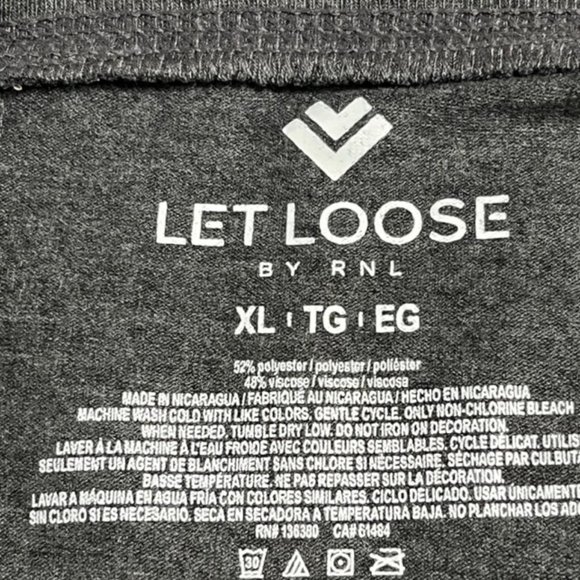 LET LOOSE
BY RNL
XL | TG | EG
52% polyester / polyester / poliéster
48% viscose / viscose / viscosa
MADE IN NICARAGUA / FABRIQUÉ AU NICARAGUA / HECHO EN NICARAGUA
MACHINE WASH COLD WITH LIKE COLORS. GENTLE CYCLE. ONLY NON-CHLORINE BLEACH
WHEN NEEDED. TUMBLE DRY LOW. DO NOT IRON ON DECORATION.
LAVER À LA MACHINE À L'EAU FROIDE AVEC COULEURS SEMBLABLES. CYCLE DÉLICAT. UTILIS
SEULEMENT UN AGENT DE BLANCHIMENT SANS CHLORE SI NÉCESSAIRE. SÉCHAGE PAR CULBUTA
BASSE TEMPÉRATURE. NE PAS REPASSER SUR LA DÉCORATION.
LAVAR A MÁQUINA EN AGUA FRÍA CON COLORES SIMILARES. CICLO DELICADO. USAR ÚNICAMENTE
SIN CLORO SI ES NECESARIO. SECA EN SECADORA A TEMPERATURA BAJA. NO PLANCHAR LOS AD
RN# 136380 CA# 61484
30